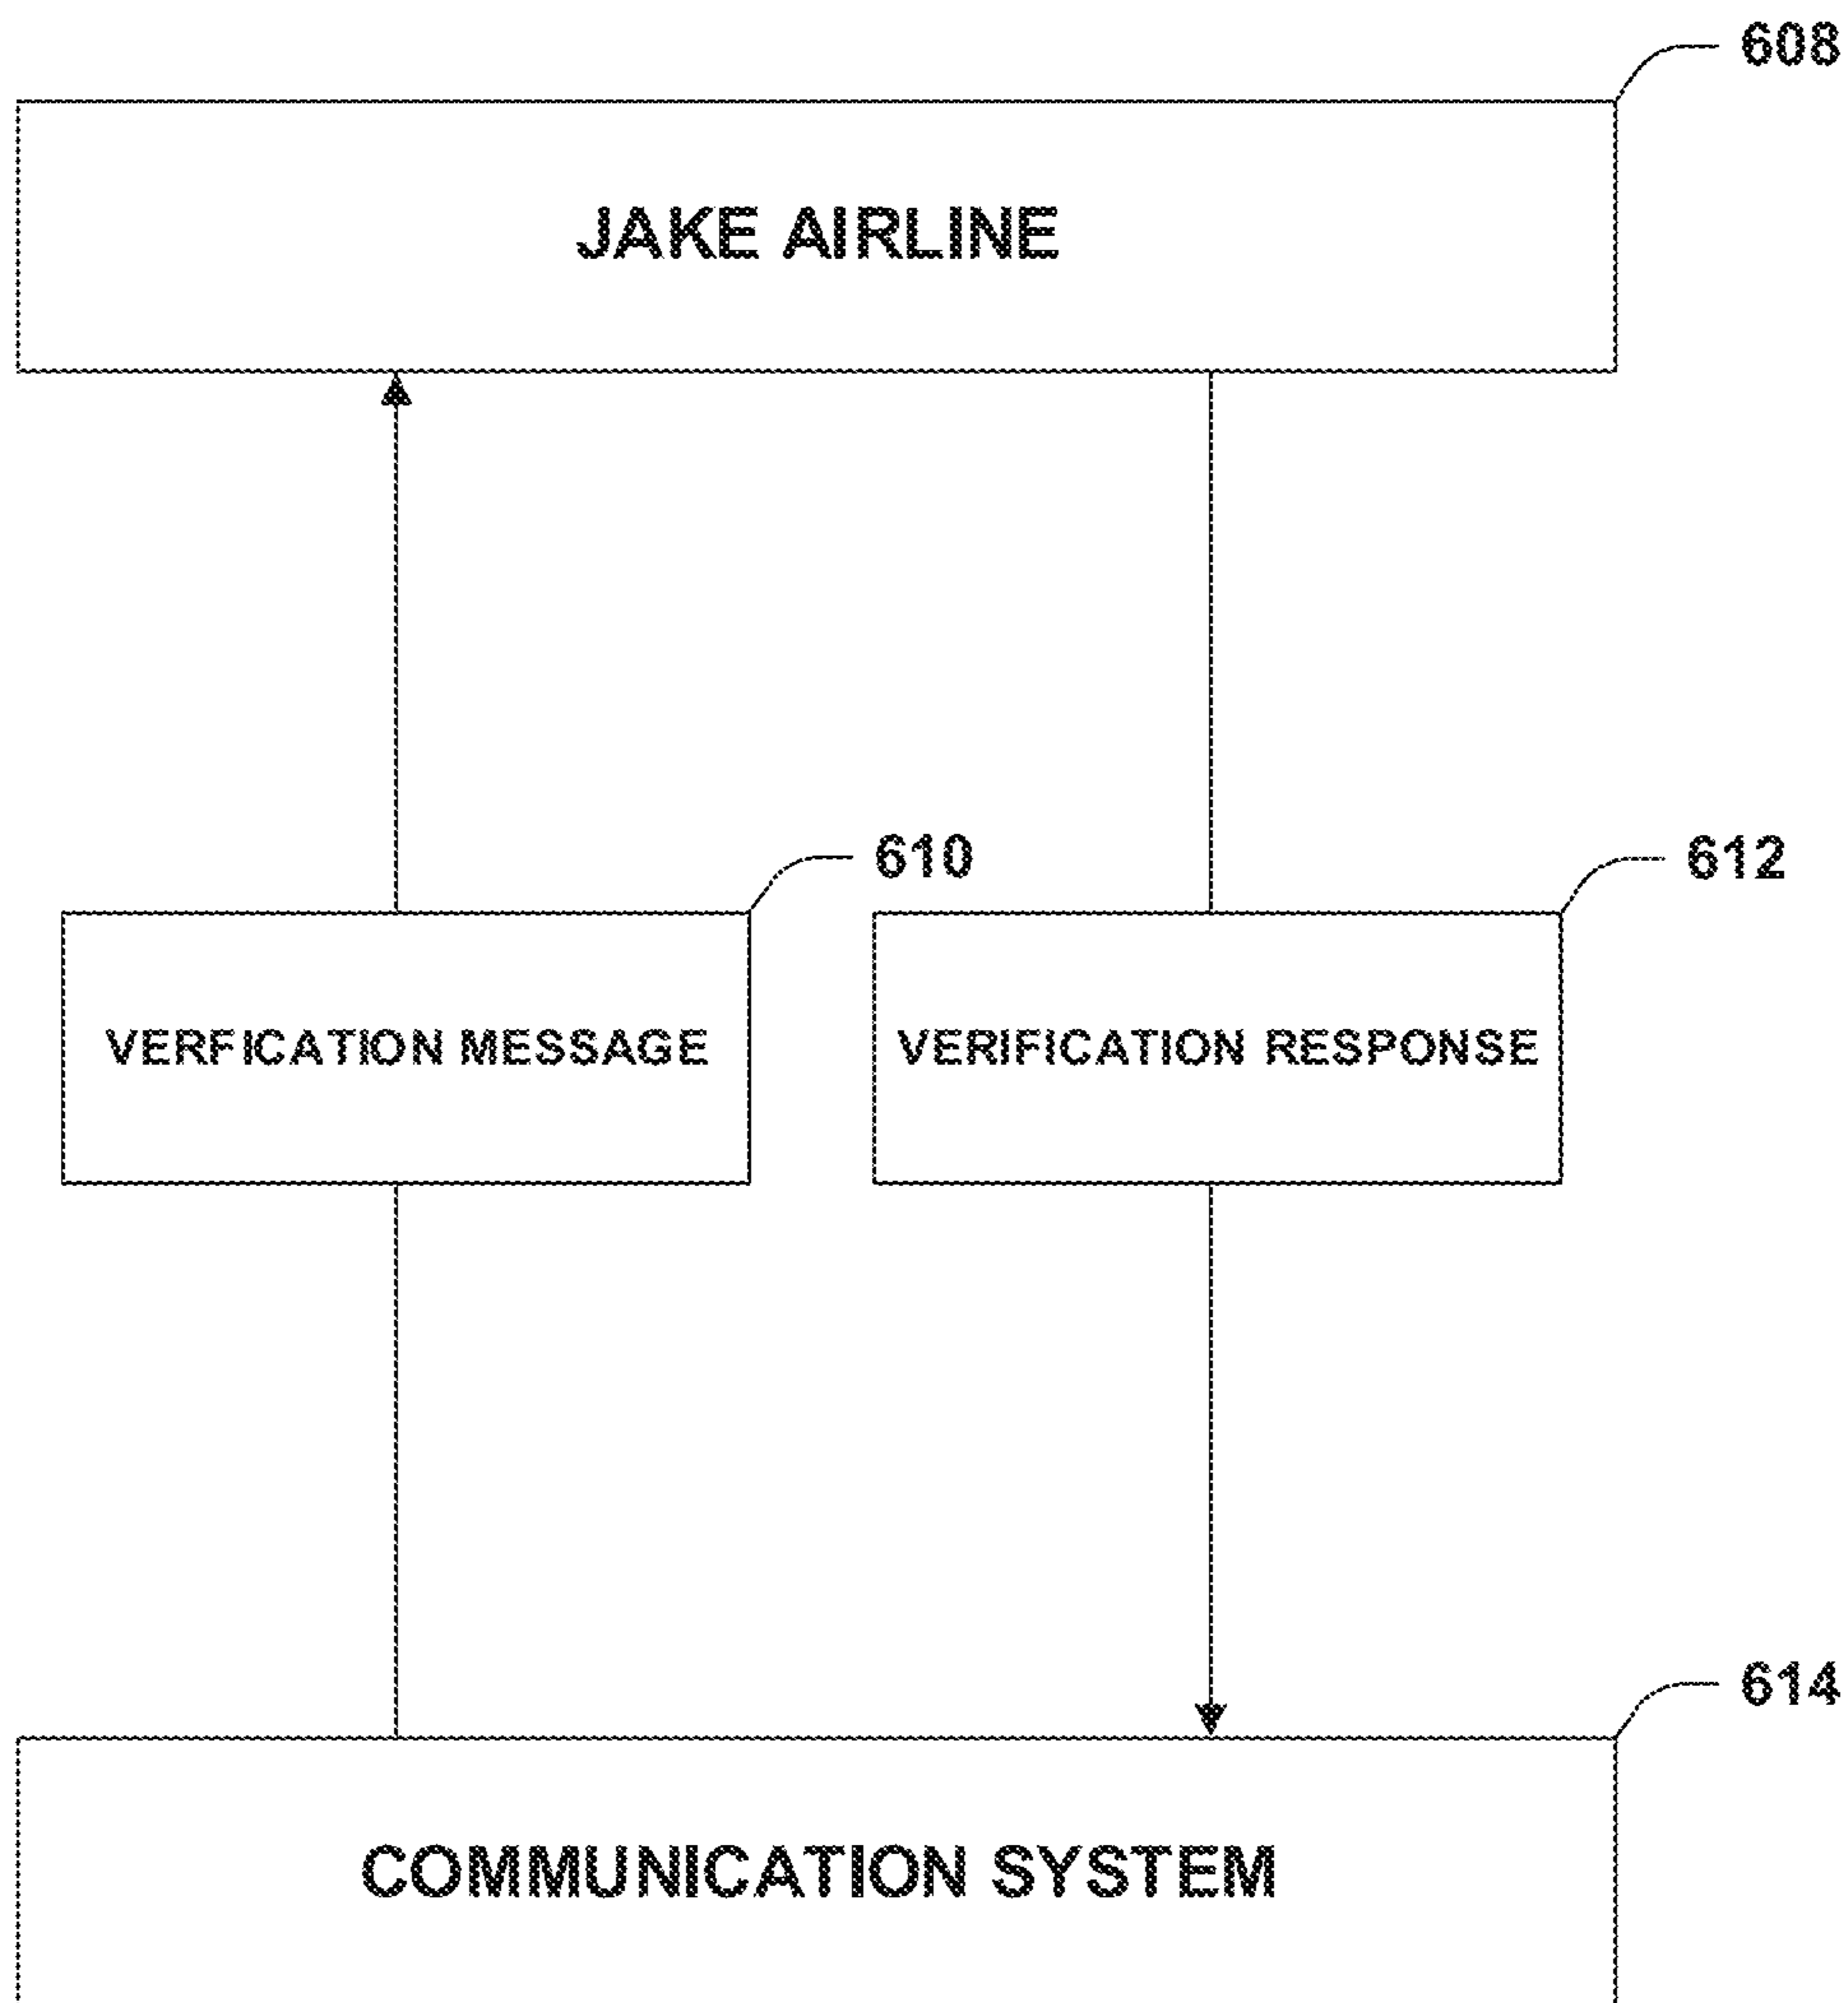 608
JAKE AIRLINE
610
612
VERFICATION MESSAGE
VERIFICATION RESPONSE
614
COMMUNICATION SYSTEM